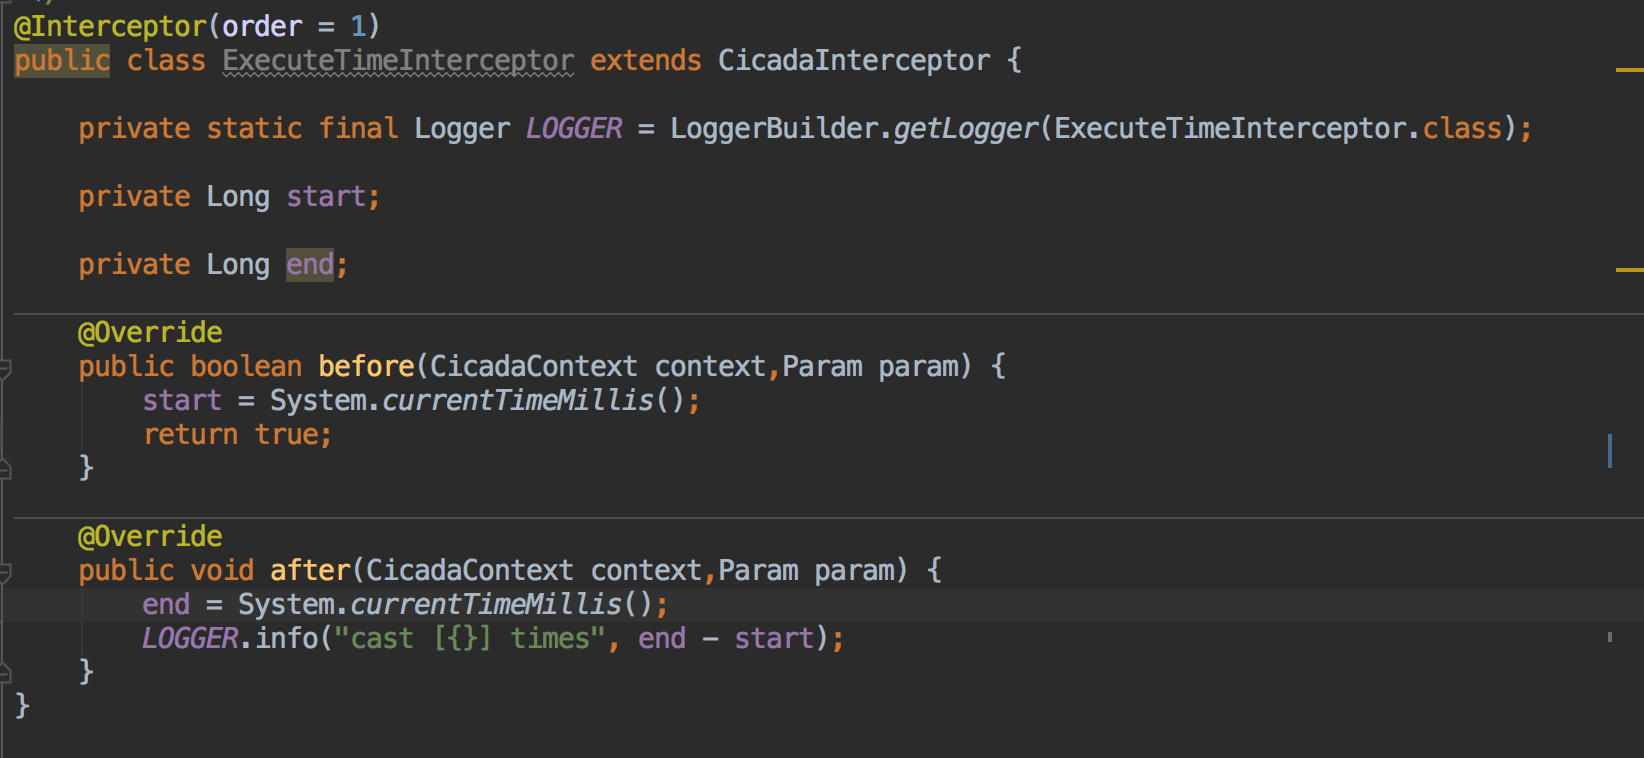 @Interceptor(order = 1)
public class ExecuteTimeInterceptor extends CicadaInterceptor {
private static final Logger LOGGER = LoggerBuilder.getLogger(ExecuteTimeInterceptor.class);
private Long start;
private Long end;
@Override
public boolean before(CicadaContext context,Param param) {
start = System.currentTimeMillis();
return true;
}
@Override
public void after(CicadaContext context,Param param) {
end = System.currentTimeMillis();
LOGGER.info("cast [{}] times", end - start);
}
}